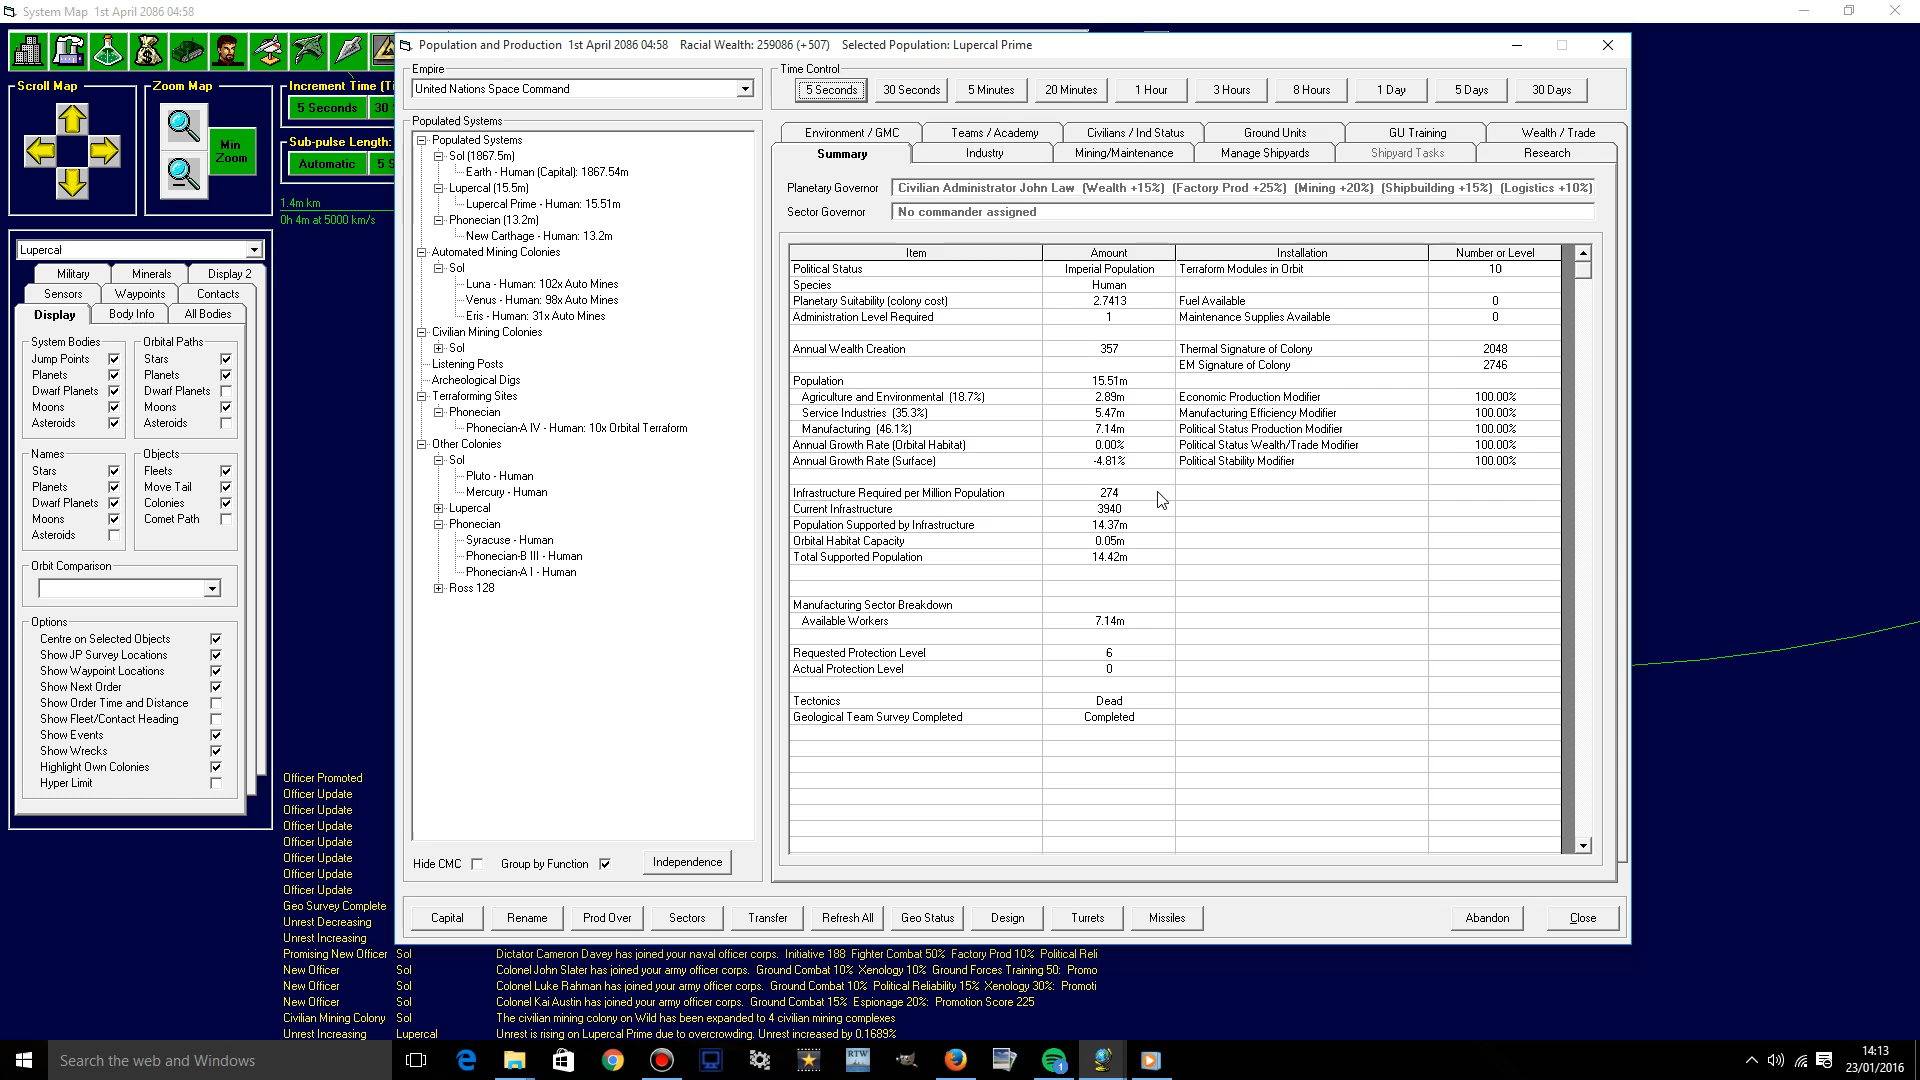 System Map  1st April 2086 04:58
Scroll Map
Zoom Map
Min Zoom
Increment Time (Ti
5 Seconds
30
Sub-pulse Length:
Automatic
5 S
1.4m km
0h 4m at 5000 km/s
Lupercal
Military
Minerals
Display 2
Sensors
Waypoints
Contacts
Display
Body Info
All Bodies
System Bodies
Jump Points
Planets
Dwarf Planets
Moons
Asteroids
Orbital Paths
Stars
Planets
Dwarf Planets
Moons
Asteroids
Names
Stars
Planets
Dwarf Planets
Moons
Asteroids
Objects
Fleets
Move Tail
Colonies
Comet Path
Orbit Comparison
Options
Centre on Selected Objects
Show JP Survey Locations
Show Waypoint Locations
Show Next Order
Show Order Time and Distance
Show Fleet/Contact Heading
Show Events
Show Wrecks
Highlight Own Colonies
Hyper Limit
Population and Production  1st April 2086 04:58  Racial Wealth: 259086 (+507)  Selected Population: Lupercal Prime
Empire
United Nations Space Command
Time Control
5 Seconds
30 Seconds
5 Minutes
20 Minutes
1 Hour
3 Hours
8 Hours
1 Day
5 Days
30 Days
Populated Systems
Populated Systems
Sol (1867.5m)
Earth - Human (Capital): 1867.54m
Lupercal (15.5m)
Lupercal Prime - Human: 15.51m
Phonecian (13.2m)
New Carthage - Human: 13.2m
Automated Mining Colonies
Sol
Luna - Human: 102x Auto Mines
Venus - Human: 98x Auto Mines
Eris - Human: 31x Auto Mines
Civilian Mining Colonies
Sol
Listening Posts
Archeological Digs
Terraforming Sites
Phonecian
Phonecian-A IV - Human: 10x Orbital Terraform
Other Colonies
Sol
Pluto - Human
Mercury - Human
Lupercal
Phonecian
Syracuse - Human
Phonecian-B III - Human
Phonecian-A I - Human
Ross 128
Hide CMC
Group by Function
Independence
Environment / GMC
Teams / Academy
Civilians / Ind Status
Ground Units
GU Training
Wealth / Trade
Summary
Industry
Mining/Maintenance
Manage Shipyards
Shipyard Tasks
Research
Planetary Governor
Civilian Administrator John Law  (Wealth +15%)  (Factory Prod +25%)  (Mining +20%)  (Shipbuilding +15%)  (Logistics +10%)
Sector Governor
No commander assigned
Item  Amount  Installation  Number or Level
Political Status  Imperial Population  Terraform Modules in Orbit  10
Species  Human
Planetary Suitability (colony cost)  2.7413  Fuel Available  0
Administration Level Required  1  Maintenance Supplies Available  0
Annual Wealth Creation  357  Thermal Signature of Colony  2048
EM Signature of Colony  2746
Population  15.51m
Agriculture and Environmental (18.7%)  2.89m  Economic Production Modifier  100.00%
Service Industries (35.3%)  5.47m  Manufacturing Efficiency Modifier  100.00%
Manufacturing (46.1%)  7.14m  Political Status Production Modifier  100.00%
Annual Growth Rate (Orbital Habitat)  0.00%  Political Status Wealth/Trade Modifier  100.00%
Annual Growth Rate (Surface)  -4.81%  Political Stability Modifier  100.00%
Infrastructure Required per Million Population  274
Current Infrastructure  3940
Population Supported by Infrastructure  14.37m
Orbital Habitat Capacity  0.05m
Total Supported Population  14.42m
Manufacturing Sector Breakdown
Available Workers  7.14m
Requested Protection Level  6
Actual Protection Level  0
Tectonics  Dead
Geological Team Survey Completed  Completed
Capital
Rename
Prod Over
Sectors
Transfer
Refresh All
Geo Status
Design
Turrets
Missiles
Abandon
Close
Officer Promoted
Officer Update
Officer Update
Officer Update
Officer Update
Officer Update
Officer Update
Officer Update
Geo Survey Complete
Unrest Decreasing
Unrest Increasing
Promising New Officer  Sol  Dictator Cameron Davey has joined your naval officer corps.  Initiative 188  Fighter Combat 50%  Factory Prod 10%  Political Reli
New Officer  Sol  Colonel John Slater has joined your army officer corps.  Ground Combat 10%  Xenology 10%  Ground Forces Training 50:  Promo
New Officer  Sol  Colonel Luke Rahman has joined your army officer corps.  Ground Combat 10%  Political Reliability 15%  Xenology 30%:  Promoti
New Officer  Sol  Colonel Kai Austin has joined your army officer corps.  Ground Combat 15%  Espionage 20%:  Promotion Score 225
Civilian Mining Colony  Sol  The civilian mining colony on Wild has been expanded to 4 civilian mining complexes
Unrest Increasing  Lupercal  Unrest is rising on Lupercal Prime due to overcrowding. Unrest increased by 0.1689%
Search the web and Windows
RTW
1
14:13
23/01/2016